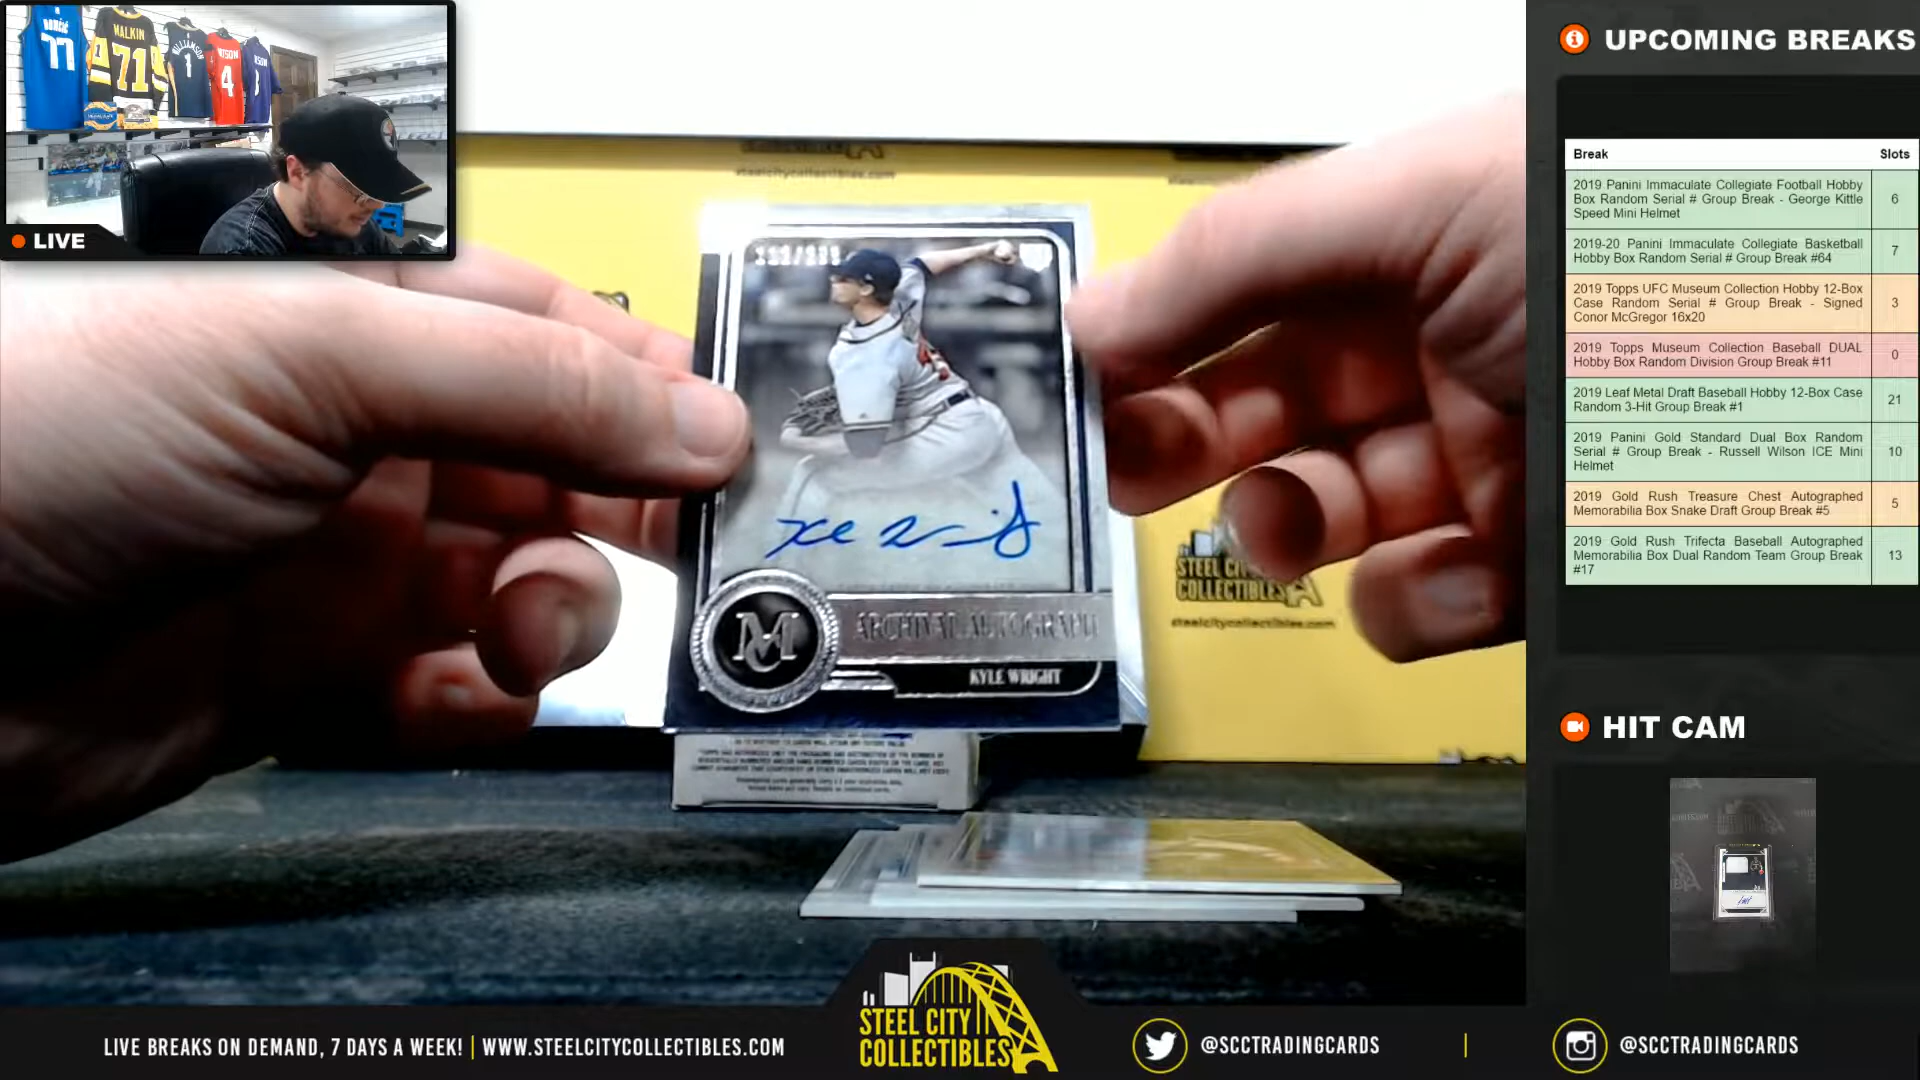 DONČIĆ
77
MALKIN
71
WILLIAMSON
1
4
LIVE
UPCOMING BREAKS
Break Slots
2019 Panini Immaculate Collegiate Football Hobby
Box Random Serial # Group Break - George Kittle
Speed Mini Helmet
6
2019-20 Panini Immaculate Collegiate Basketball
Hobby Box Random Serial # Group Break #64
7
2019 Topps UFC Museum Collection Hobby 12-Box
Case Random Serial # Group Break - Signed
Conor McGregor 16x20
3
2019 Topps Museum Collection Baseball DUAL
Hobby Box Random Division Group Break #11
0
2019 Leaf Metal Draft Baseball Hobby 12-Box Case
Random 3-Hit Group Break #1
21
2019 Panini Gold Standard Dual Box Random
Serial # Group Break - Russell Wilson ICE Mini
Helmet
10
2019 Gold Rush Treasure Chest Autographed
Memorabilia Box Snake Draft Group Break #5
5
2019 Gold Rush Trifecta Baseball Autographed
Memorabilia Box Dual Random Team Group Break
#17
13
steelcitycollectibles.com
MC
ARCHIVAL AUTOGRAPH
KYLE WRIGHT
STEEL CITY
COLLECTIBLES
steelcitycollectibles.com
HIT CAM
LIVE BREAKS ON DEMAND, 7 DAYS A WEEK! | WWW.STEELCITYCOLLECTIBLES.COM
STEEL CITY
COLLECTIBLES
@SCCTRADINGCARDS
@SCCTRADINGCARDS